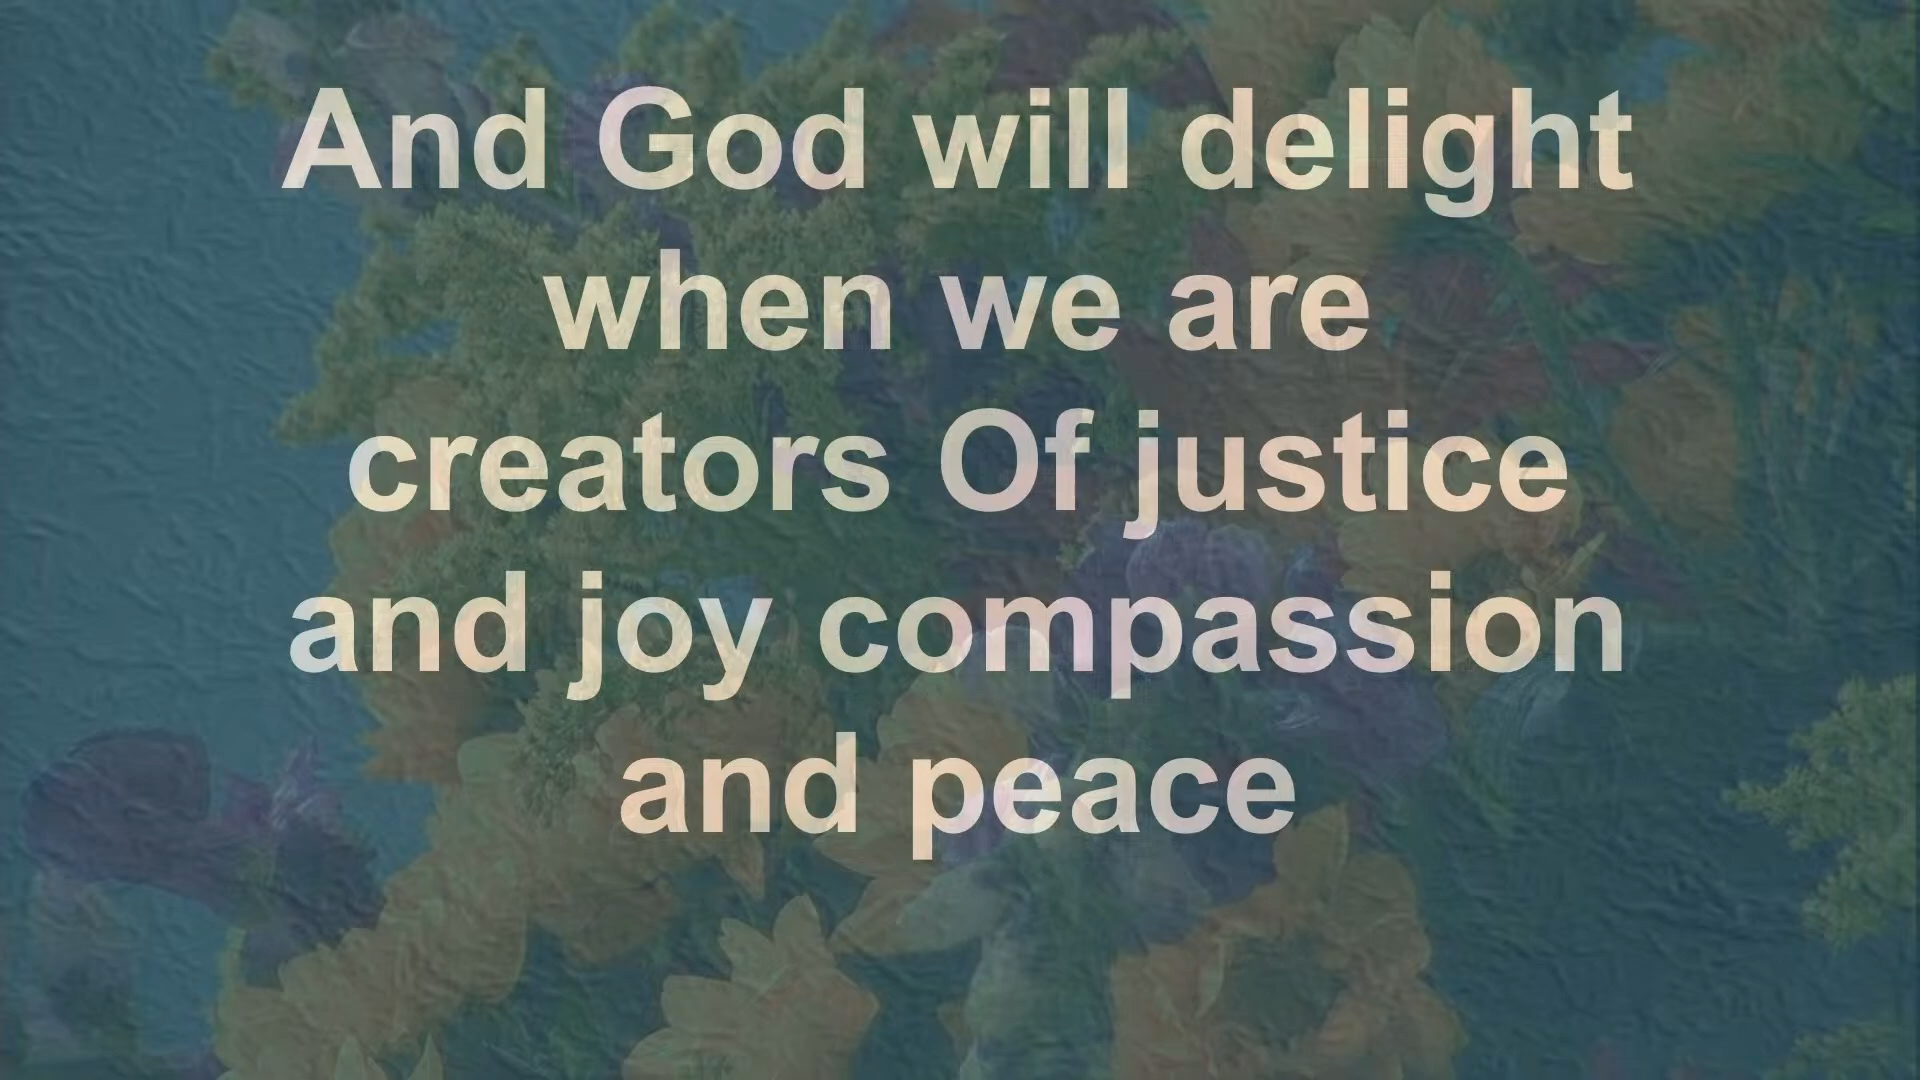 And God will delight
when we are
creators Of justice
and joy compassion
and peace